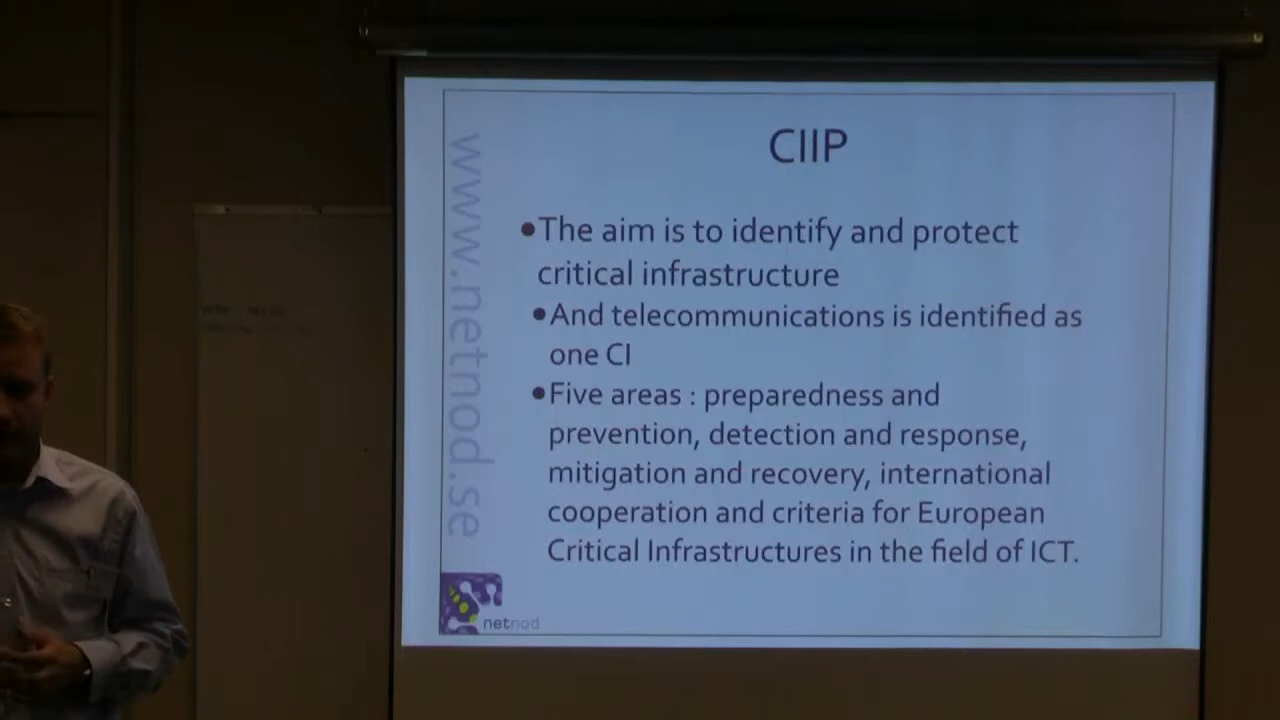 CIIP
•The aim is to identify and protect
critical infrastructure
•And telecommunications is identified as
one CI
•Five areas : preparedness and
prevention, detection and response,
mitigation and recovery, international
cooperation and criteria for European
Critical Infrastructures in the field of ICT.
www.netnod.se
netnod